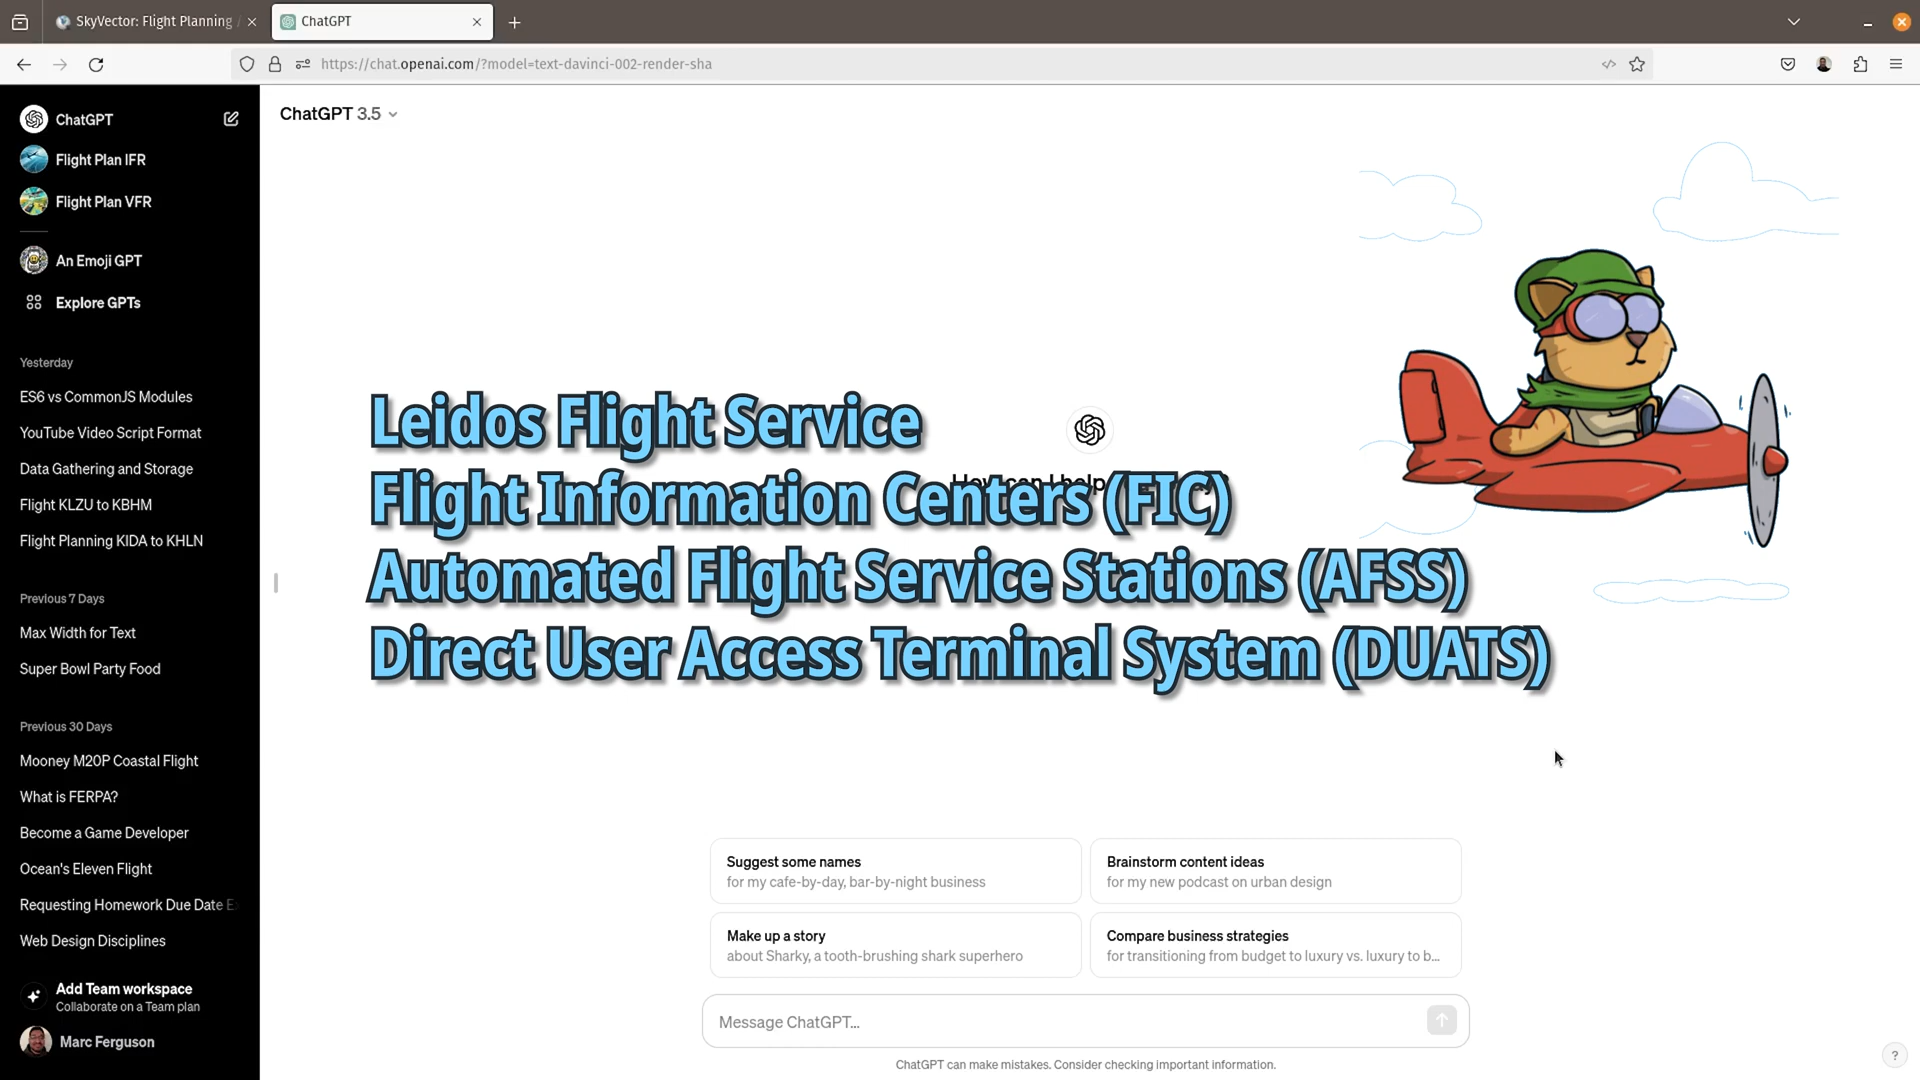 SkyVector: Flight Planning /
ChatGPT
https://chat.openai.com/?model=text-davinci-002-render-sha
ChatGPT
Flight Plan IFR
Flight Plan VFR
An Emoji GPT
Explore GPTs
Yesterday
ES6 vs CommonJS Modules
YouTube Video Script Format
Data Gathering and Storage
Flight KLZU to KBHM
Flight Planning KIDA to KHLN
Previous 7 Days
Max Width for Text
Super Bowl Party Food
Previous 30 Days
Mooney M20P Coastal Flight
What is FERPA?
Become a Game Developer
Ocean's Eleven Flight
Requesting Homework Due Date E
Web Design Disciplines
Add Team workspace
Collaborate on a Team plan
Marc Ferguson
ChatGPT 3.5
Leidos Flight Service
How can I help
Flight Information Centers (FIC)
Automated Flight Service Stations (AFSS)
Direct User Access Terminal System (DUATS)
Suggest some names
for my cafe-by-day, bar-by-night business
Brainstorm content ideas
for my new podcast on urban design
Make up a story
about Sharky, a tooth-brushing shark superhero
Compare business strategies
for transitioning from budget to luxury vs. luxury to b...
Message ChatGPT...
ChatGPT can make mistakes. Consider checking important information.
?